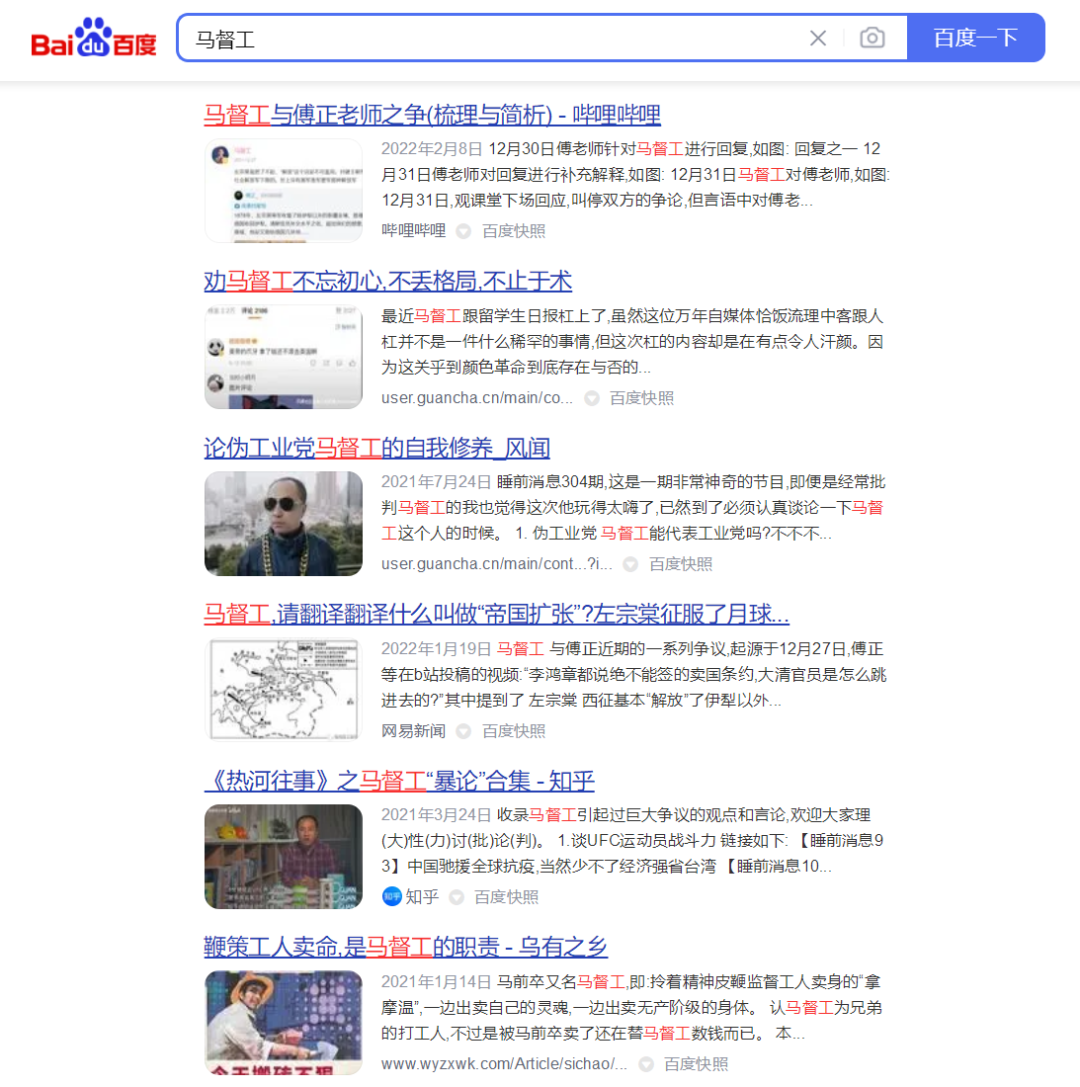 Bai du 百度
马督工
百度一下
马督工与傅正老师之争(梳理与简析) - 哔哩哔哩
2022年2月8日 12月30日傅老师针对马督工进行回复,如图: 回复之一 12
月31日傅老师对回复进行补充解释,如图: 12月31日马督工对傅老师,如图:
12月31日,观课堂下场回应,叫停双方的争论,但言语中对傅老...
哔哩哔哩 百度快照
劝马督工不忘初心,不丢格局,不止于术
最近马督工跟留学生日报杠上了,虽然这位万年自媒体恰饭流理中客跟人
杠并不是一件什么稀罕的事情,但这次杠的内容却是在有点令人汗颜。因
为这关乎到颜色革命到底存在与否的...
user.guancha.cn/main/co... 百度快照
论伪工业党马督工的自我修养_风闻
2021年7月24日 睡前消息304期,这是一期非常神奇的节目,即便是经常批
判马督工的我也觉得这次他玩得太嗨了,已然到了必须认真谈论一下马督
工这个人的时候。 1. 伪工业党 马督工能代表工业党吗?不不不...
user.guancha.cn/main/cont...?i... 百度快照
马督工,请翻译翻译什么叫做“帝国扩张”?左宗棠征服了月球...
2022年1月19日 马督工 与傅正近期的一系列争议,起源于12月27日,傅正
等在b站投稿的视频:“李鸿章都说绝不能签的卖国条约,大清官员是怎么跳
进去的?”其中提到了 左宗棠 西征基本“解放”了伊犁以外...
网易新闻 百度快照
《热河往事》之马督工“暴论”合集 - 知乎
2021年3月24日 收录马督工引起过巨大争议的观点和言论,欢迎大家理
(大)性(力)讨(批)论(判)。 1.谈UFC运动员战斗力 链接如下: 【睡前消息9
3】中国驰援全球抗疫,当然少不了经济强省台湾 【睡前消息10...
知乎 知乎 百度快照
鞭策工人卖命,是马督工的职责 - 乌有之乡
2021年1月14日 马前卒又名马督工,即:拎着精神皮鞭监督工人卖身的“拿
摩温”,一边出卖自己的灵魂,一边出卖无产阶级的身体。 认马督工为兄弟
的打工人,不过是被马前卒卖了还在替马督工数钱而已。 本...
www.wyzxwk.com/Article/sichao/... 百度快照